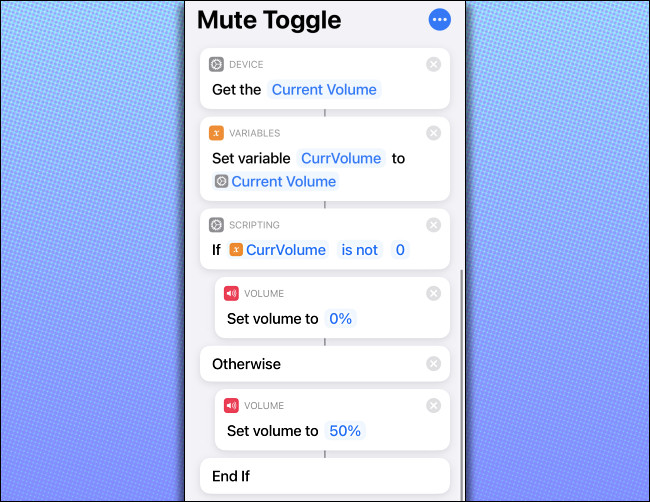 Mute Toggle
DEVICE
Get the Current Volume
VARIABLES
Set variable CurrVolume to
Current Volume
SCRIPTING
If CurrVolume is not 0
VOLUME
Set volume to 0%
Otherwise
VOLUME
Set volume to 50%
End If